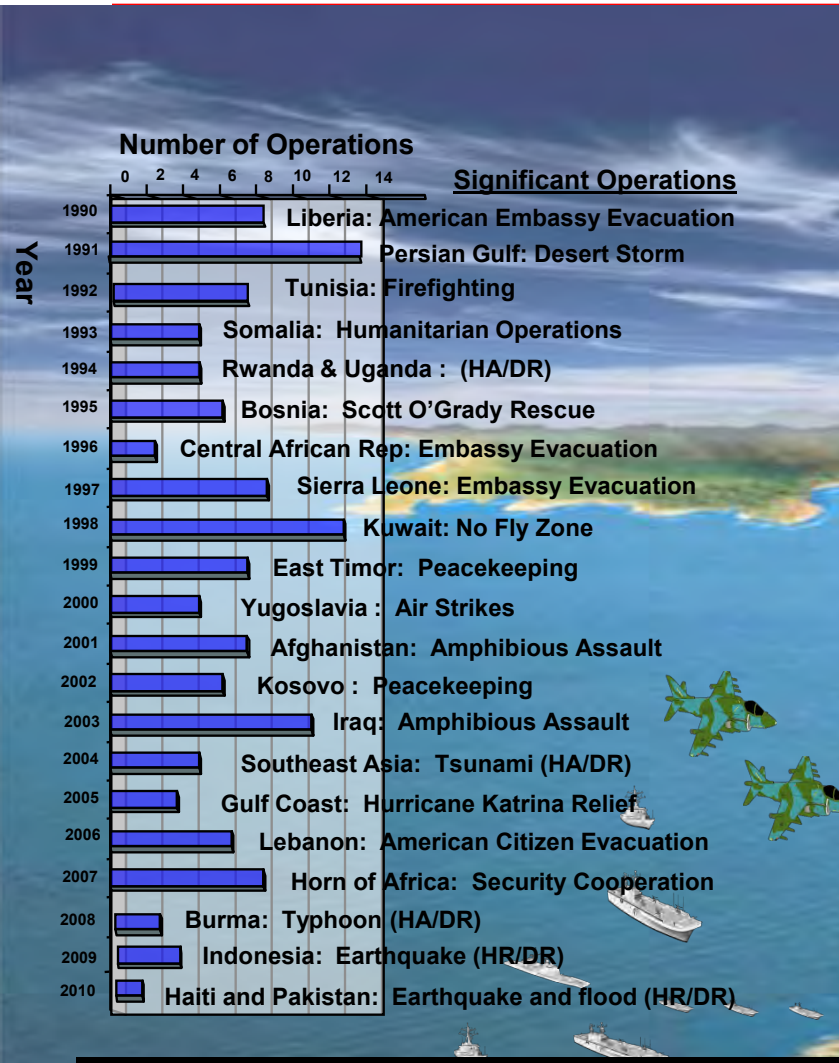 Number of Operations
0 2 4 6 8 10 12 14
Significant Operations
Year
1990 Liberia: American Embassy Evacuation
1991 Persian Gulf: Desert Storm
1992 Tunisia: Firefighting
1993 Somalia: Humanitarian Operations
1994 Rwanda & Uganda : (HA/DR)
1995 Bosnia: Scott O'Grady Rescue
1996 Central African Rep: Embassy Evacuation
1997 Sierra Leone: Embassy Evacuation
1998 Kuwait: No Fly Zone
1999 East Timor: Peacekeeping
2000 Yugoslavia : Air Strikes
2001 Afghanistan: Amphibious Assault
2002 Kosovo : Peacekeeping
2003 Iraq: Amphibious Assault
2004 Southeast Asia: Tsunami (HA/DR)
2005 Gulf Coast: Hurricane Katrina Relief
2006 Lebanon: American Citizen Evacuation
2007 Horn of Africa: Security Cooperation
2008 Burma: Typhoon (HA/DR)
2009 Indonesia: Earthquake (HR/DR)
2010 Haiti and Pakistan: Earthquake and flood (HR/DR)